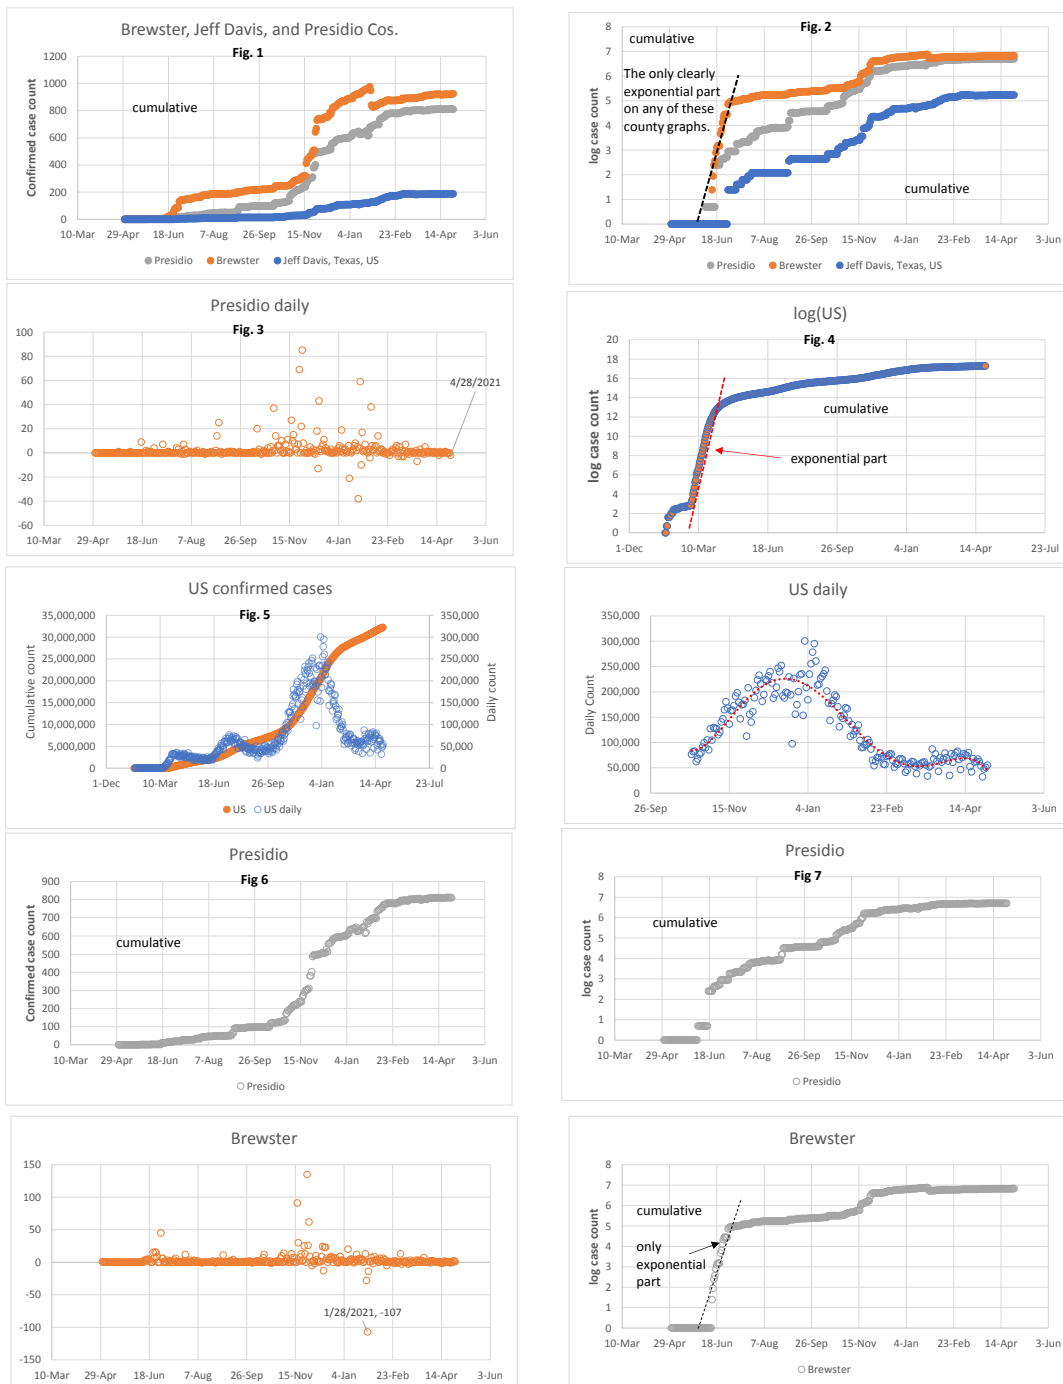 Brewster, Jeff Davis, and Presidio Cos.
Fig. 1
1200
1000
800
600
400
200
0
Confirmed case count
cumulative
10-Mar 29-Apr 18-Jun 7-Aug 26-Sep 15-Nov 4-Jan 23-Feb 14-Apr 3-Jun
Presidio Brewster Jeff Davis, Texas, US
Fig. 2
8
7
6
5
4
3
2
1
0
log case count
cumulative
The only clearly
exponential part
on any of these
county graphs.
cumulative
10-Mar 29-Apr 18-Jun 7-Aug 26-Sep 15-Nov 4-Jan 23-Feb 14-Apr 3-Jun
Presidio Brewster Jeff Davis, Texas, US
Presidio daily
Fig. 3
100
80
60
40
20
0
-20
-40
-60
4/28/2021
10-Mar 29-Apr 18-Jun 7-Aug 26-Sep 15-Nov 4-Jan 23-Feb 14-Apr 3-Jun
log(US)
Fig. 4
20
18
16
14
12
10
8
6
4
2
0
log case count
cumulative
exponential part
1-Dec 10-Mar 18-Jun 26-Sep 4-Jan 14-Apr 23-Jul
US confirmed cases
Fig. 5
35,000,000
30,000,000
25,000,000
20,000,000
15,000,000
10,000,000
5,000,000
0
Cumulative count
350,000
300,000
250,000
200,000
150,000
100,000
50,000
0
Daily count
1-Dec 10-Mar 18-Jun 26-Sep 4-Jan 14-Apr 23-Jul
US US daily
US daily
350,000
300,000
250,000
200,000
150,000
100,000
50,000
0
Daily Count
26-Sep 15-Nov 4-Jan 23-Feb 14-Apr 3-Jun
Presidio
Fig 6
900
800
700
600
500
400
300
200
100
0
Confirmed case count
cumulative
10-Mar 29-Apr 18-Jun 7-Aug 26-Sep 15-Nov 4-Jan 23-Feb 14-Apr 3-Jun
Presidio
Presidio
Fig 7
8
7
6
5
4
3
2
1
0
log case count
cumulative
10-Mar 29-Apr 18-Jun 7-Aug 26-Sep 15-Nov 4-Jan 23-Feb 14-Apr 3-Jun
Presidio
Brewster
150
100
50
0
-50
-100
-150
1/28/2021, -107
10-Mar 29-Apr 18-Jun 7-Aug 26-Sep 15-Nov 4-Jan 23-Feb 14-Apr 3-Jun
Brewster
8
7
6
5
4
3
2
1
0
log case count
cumulative
only
exponential
part
10-Mar 29-Apr 18-Jun 7-Aug 26-Sep 15-Nov 4-Jan 23-Feb 14-Apr 3-Jun
Brewster